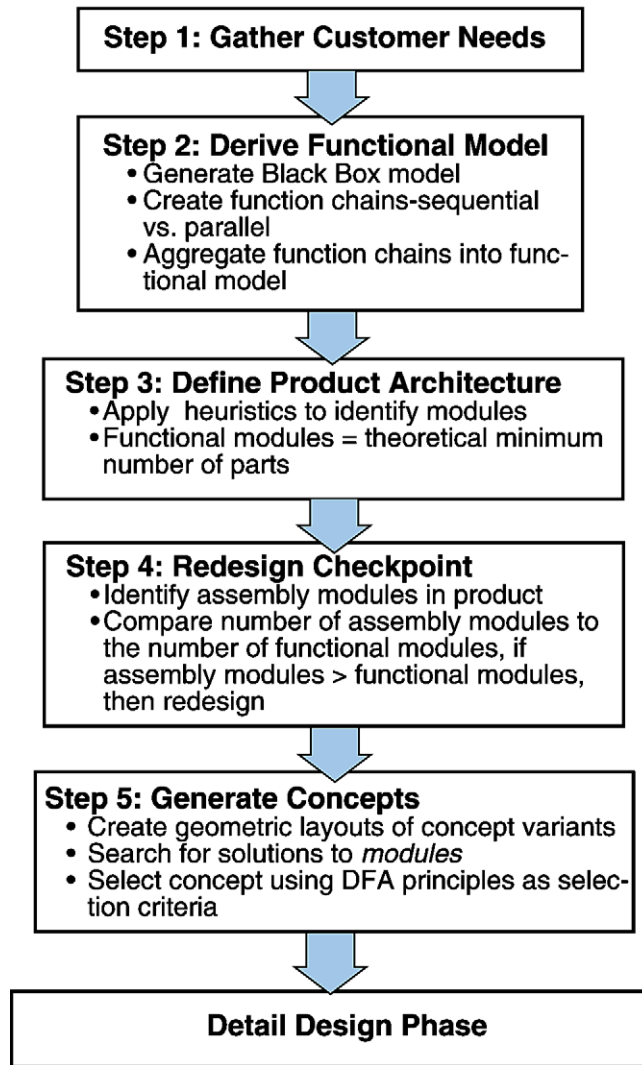 Step 1: Gather Customer Needs
Step 2: Derive Functional Model
• Generate Black Box model
• Create function chains-sequential
vs. parallel
• Aggregate function chains into func-
tional model
Step 3: Define Product Architecture
• Apply heuristics to identify modules
• Functional modules = theoretical minimum
number of parts
Step 4: Redesign Checkpoint
• Identify assembly modules in product
• Compare number of assembly modules to
the number of functional modules, if
assembly modules > functional modules,
then redesign
Step 5: Generate Concepts
• Create geometric layouts of concept variants
• Search for solutions to modules
• Select concept using DFA principles as selec-
tion criteria
Detail Design Phase